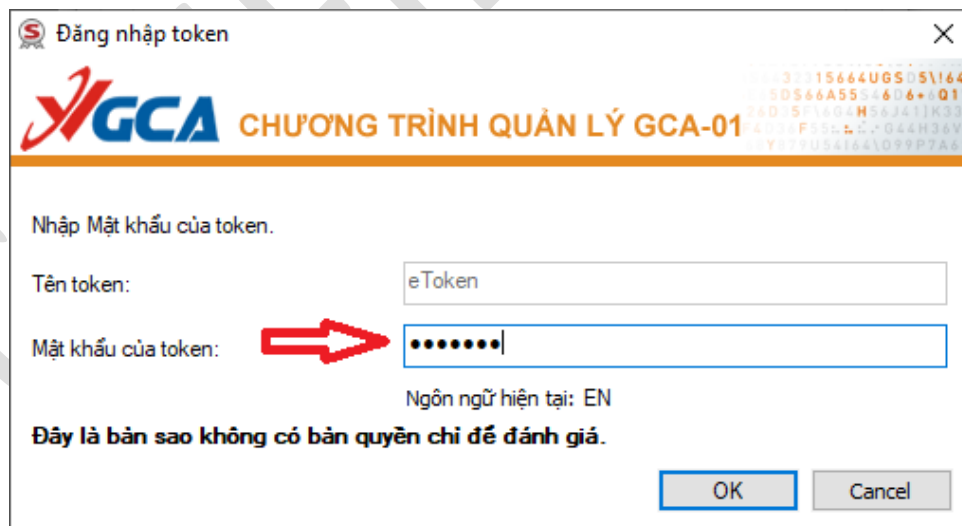 Đăng nhập token
GCA CHƯƠNG TRÌNH QUẢN LÝ GCA-01
Nhập Mật khẩu của token.
Tên token: eToken
Mật khẩu của token: •••••••
Ngôn ngữ hiện tại: EN
Đây là bản sao không có bản quyền chỉ để đánh giá.
OK Cancel